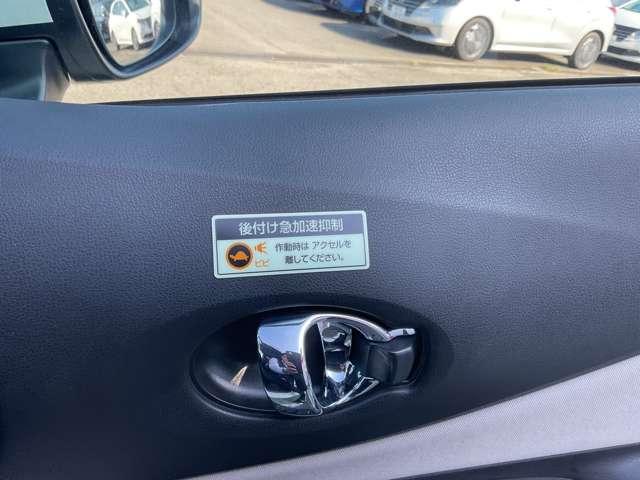 後付け急加速抑制
作動時は アクセルを
ピピ
離してください。